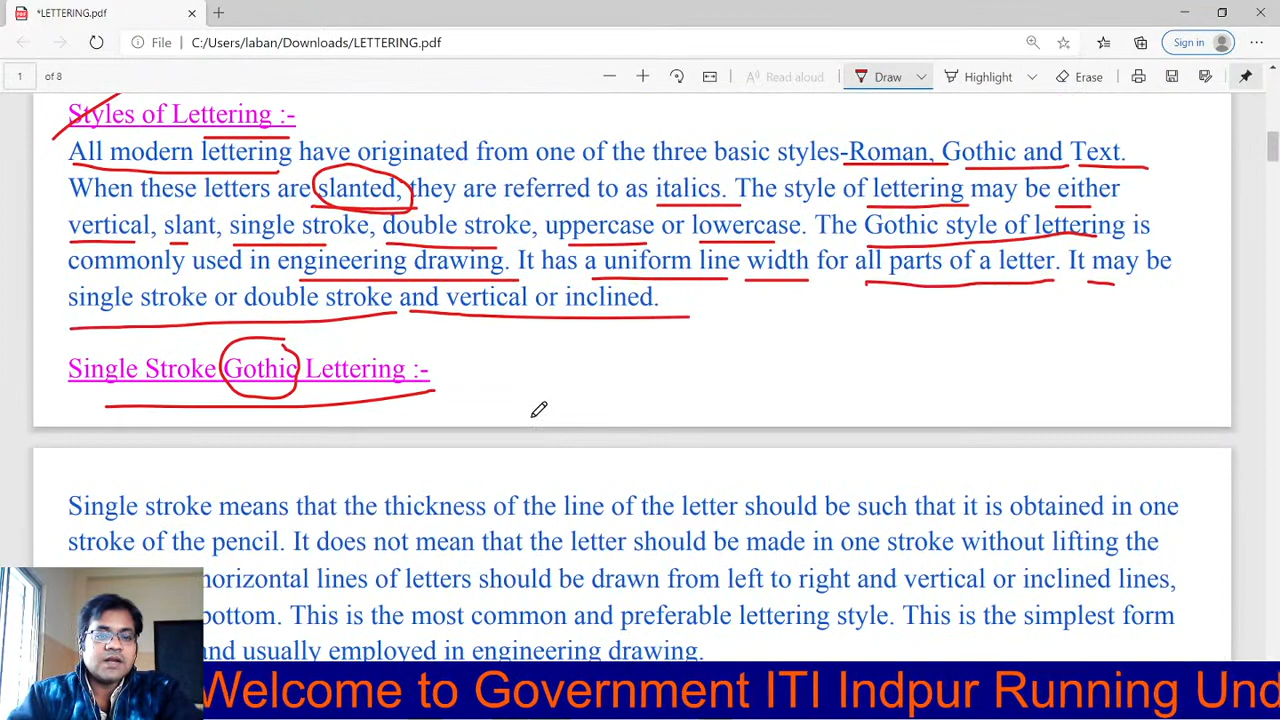 *LETTERING.pdf
File C:/Users/laban/Downloads/LETTERING.pdf Sign in
1 of 8 Read aloud Draw Highlight Erase
Styles of Lettering :-
All modern lettering have originated from one of the three basic styles-Roman, Gothic and Text.
When these letters are slanted, they are referred to as italics. The style of lettering may be either
vertical, slant, single stroke, double stroke, uppercase or lowercase. The Gothic style of lettering is
commonly used in engineering drawing. It has a uniform line width for all parts of a letter. It may be
single stroke or double stroke and vertical or inclined.
Single Stroke Gothic Lettering :-
Single stroke means that the thickness of the line of the letter should be such that it is obtained in one
stroke of the pencil. It does not mean that the letter should be made in one stroke without lifting the
horizontal lines of letters should be drawn from left to right and vertical or inclined lines,
bottom. This is the most common and preferable lettering style. This is the simplest form
and usually employed in engineering drawing.
Welcome to Government ITI Indpur Running Und